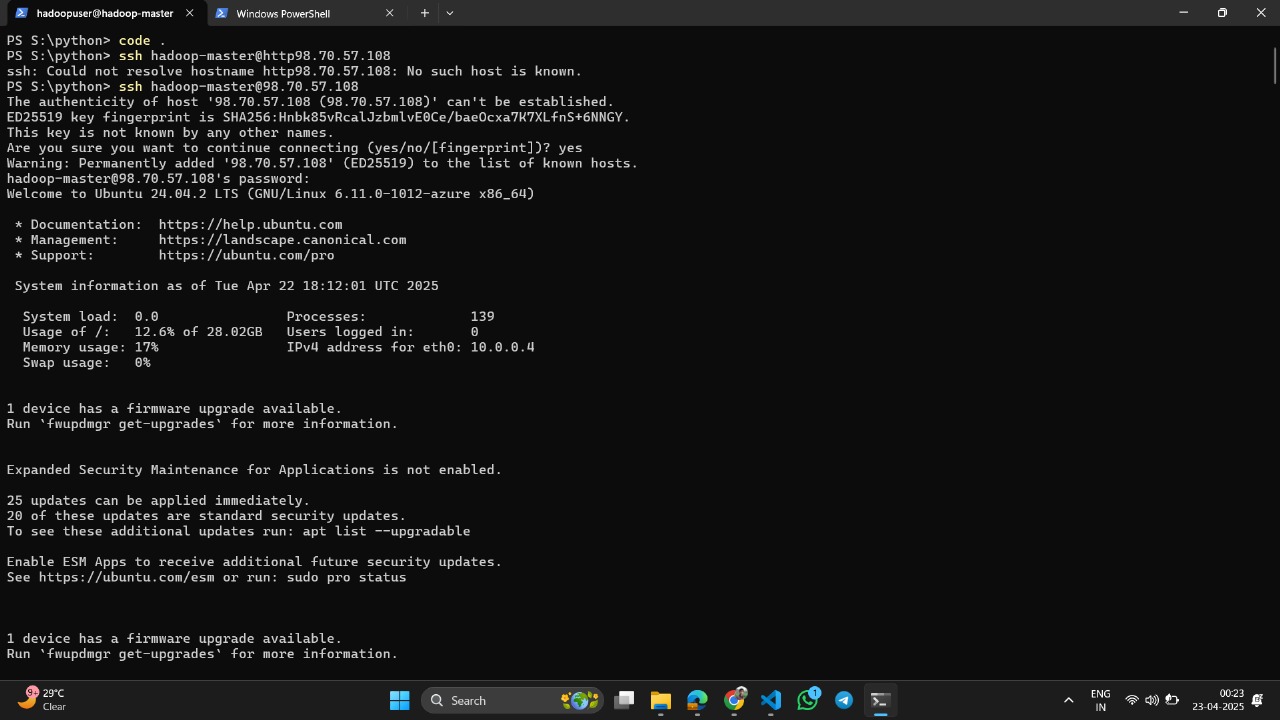 hadoopuser@hadoop-master
Windows PowerShell
PS S:\python> code .
PS S:\python> ssh hadoop-master@http98.70.57.108
ssh: Could not resolve hostname http98.70.57.108: No such host is known.
PS S:\python> ssh hadoop-master@98.70.57.108
The authenticity of host '98.70.57.108 (98.70.57.108)' can't be established.
ED25519 key fingerprint is SHA256:Hnbk85vRcalJzbmlvE0Ce/baeOcxa7K7XLfnS+6NNGY.
This key is not known by any other names.
Are you sure you want to continue connecting (yes/no/[fingerprint])? yes
Warning: Permanently added '98.70.57.108' (ED25519) to the list of known hosts.
hadoop-master@98.70.57.108's password:
Welcome to Ubuntu 24.04.2 LTS (GNU/Linux 6.11.0-1012-azure x86_64)
* Documentation:  https://help.ubuntu.com
* Management:     https://landscape.canonical.com
* Support:        https://ubuntu.com/pro
System information as of Tue Apr 22 18:12:01 UTC 2025
System load:  0.0               Processes:             139
Usage of /:   12.6% of 28.02GB  Users logged in:       0
Memory usage: 17%               IPv4 address for eth0: 10.0.0.4
Swap usage:   0%
1 device has a firmware upgrade available.
Run `fwupdmgr get-upgrades` for more information.
Expanded Security Maintenance for Applications is not enabled.
25 updates can be applied immediately.
20 of these updates are standard security updates.
To see these additional updates run: apt list --upgradable
Enable ESM Apps to receive additional future security updates.
See https://ubuntu.com/esm or run: sudo pro status
1 device has a firmware upgrade available.
Run `fwupdmgr get-upgrades` for more information.
9+
29°C
Clear
Search
1
ENG
IN
00:23
23-04-2025